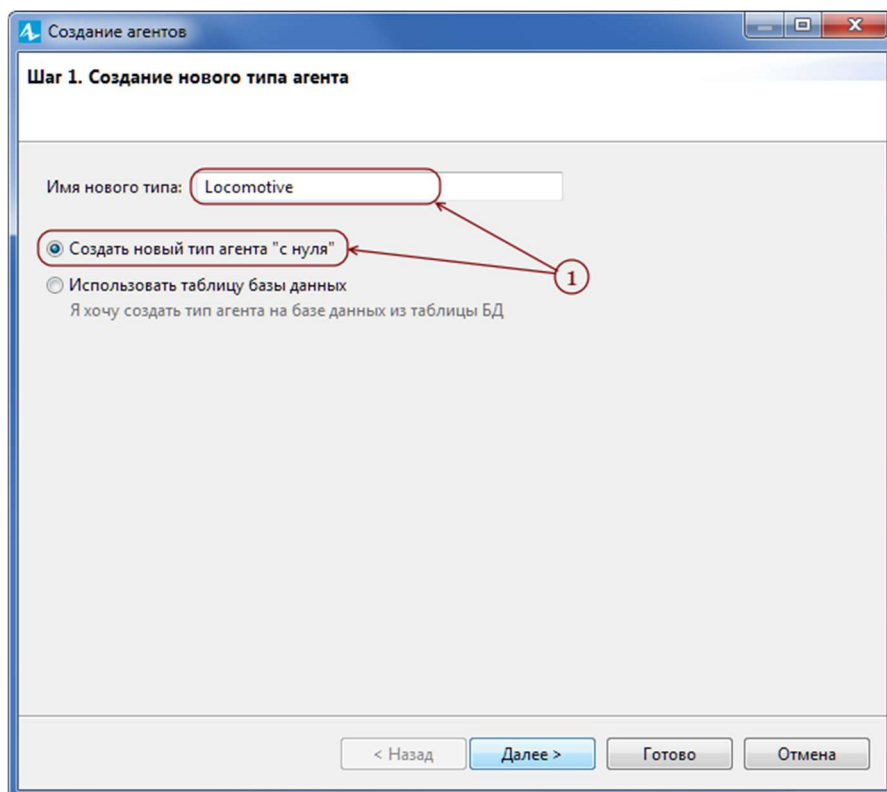 Создание агентов
Шаг 1. Создание нового типа агента
Имя нового типа: Locomotive
Создать новый тип агента "с нуля"
1
Использовать таблицу базы данных
Я хочу создать тип агента на базе данных из таблицы БД
< Назад Далее > Готово Отмена